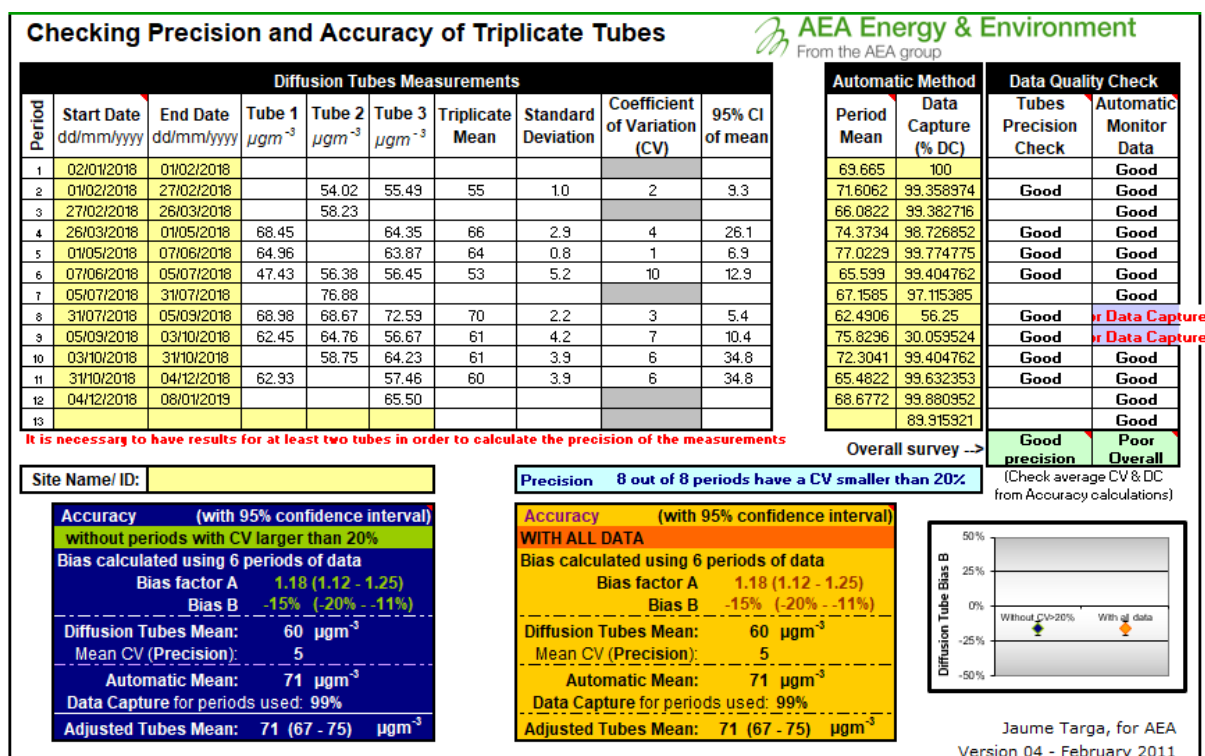 Checking Precision and Accuracy of Triplicate Tubes
AEA Energy & Environment
From the AEA group
Diffusion Tubes Measurements
Automatic Method
Data Quality Check
Period
Start Date dd/mm/yyyy
End Date dd/mm/yyyy
Tube 1 µgm⁻³
Tube 2 µgm⁻³
Tube 3 µgm⁻³
Triplicate Mean
Standard Deviation
Coefficient of Variation (CV)
95% CI of mean
Period Mean
Data Capture (% DC)
Tubes Precision Check
Automatic Monitor Data
1 02/01/2018 01/02/2018 69.665 100 Good
2 01/02/2018 27/02/2018 54.02 55.49 55 1.0 2 9.3 71.6062 99.358974 Good Good
3 27/02/2018 26/03/2018 58.23 66.0822 99.382716 Good
4 26/03/2018 01/05/2018 68.45 64.35 66 2.9 4 26.1 74.3734 98.726852 Good Good
5 01/05/2018 07/06/2018 64.96 63.87 64 0.8 1 6.9 77.0229 99.774775 Good Good
6 07/06/2018 05/07/2018 47.43 56.38 56.45 53 5.2 10 12.9 65.599 99.404762 Good Good
7 05/07/2018 31/07/2018 76.88 67.1585 97.115385 Good
8 31/07/2018 05/09/2018 68.98 68.67 72.59 70 2.2 3 5.4 62.4906 56.25 Good r Data Capture
9 05/09/2018 03/10/2018 62.45 64.76 56.67 61 4.2 7 10.4 75.8296 30.059524 Good r Data Capture
10 03/10/2018 31/10/2018 58.75 64.23 61 3.9 6 34.8 72.3041 99.404762 Good Good
11 31/10/2018 04/12/2018 62.93 57.46 60 3.9 6 34.8 65.4822 99.632353 Good Good
12 04/12/2018 08/01/2019 65.50 68.6772 99.880952 Good
13 89.915921 Good
It is necessary to have results for at least two tubes in order to calculate the precision of the measurements
Overall survey -->
Good precision
Poor Overall
Site Name/ ID:
Precision 8 out of 8 periods have a CV smaller than 20%
(Check average CV & DC
from Accuracy calculations)
Accuracy (with 95% confidence interval)
without periods with CV larger than 20%
Bias calculated using 6 periods of data
Bias factor A 1.18 (1.12 - 1.25)
Bias B -15% (-20% - -11%)
Diffusion Tubes Mean: 60 µgm⁻³
Mean CV (Precision): 5
Automatic Mean: 71 µgm⁻³
Data Capture for periods used: 99%
Adjusted Tubes Mean: 71 (67 - 75) µgm⁻³
Accuracy (with 95% confidence interval)
WITH ALL DATA
Bias calculated using 6 periods of data
Bias factor A 1.18 (1.12 - 1.25)
Bias B -15% (-20% - -11%)
Diffusion Tubes Mean: 60 µgm⁻³
Mean CV (Precision): 5
Automatic Mean: 71 µgm⁻³
Data Capture for periods used: 99%
Adjusted Tubes Mean: 71 (67 - 75) µgm⁻³
Diffusion Tube Bias B
50%
25%
0%
-25%
-50%
Without CV>20%
With all data
Jaume Targa, for AEA
Version 04 - February 2011